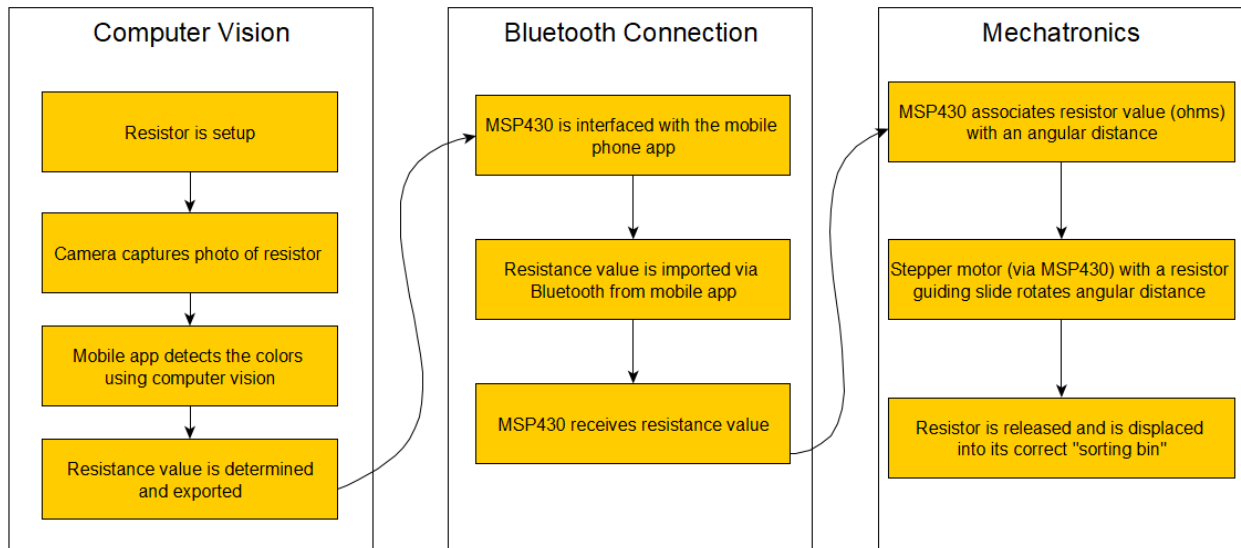 Computer Vision
Resistor is setup
Camera captures photo of resistor
Mobile app detects the colors
using computer vision
Resistance value is determined
and exported
Bluetooth Connection
MSP430 is interfaced with the mobile
phone app
Resistance value is imported via
Bluetooth from mobile app
MSP430 receives resistance value
Mechatronics
MSP430 associates resistor value (ohms)
with an angular distance
Stepper motor (via MSP430) with a resistor
guiding slide rotates angular distance
Resistor is released and is displaced
into its correct "sorting bin"